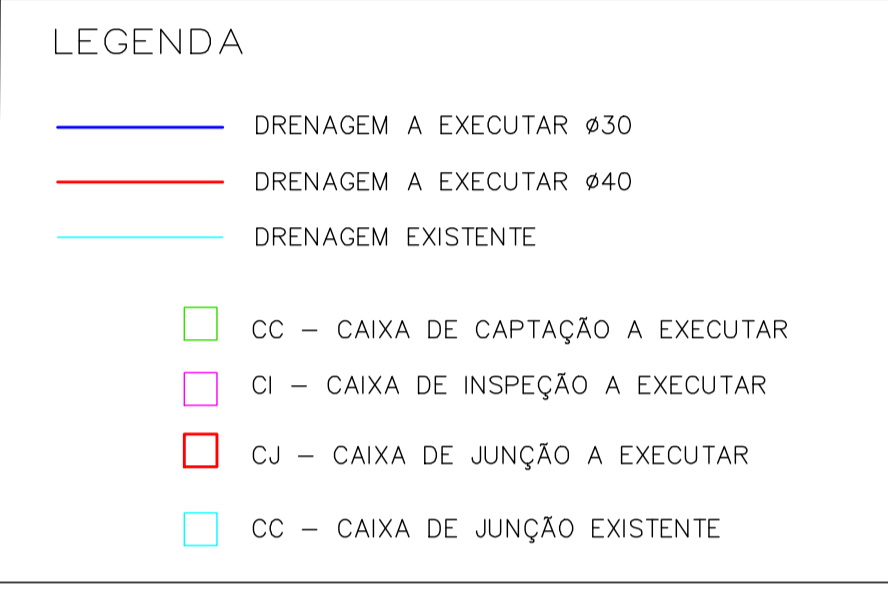 LEGENDA
DRENAGEM A EXECUTAR ø30
DRENAGEM A EXECUTAR ø40
DRENAGEM EXISTENTE
CC – CAIXA DE CAPTAÇÃO A EXECUTAR
CI – CAIXA DE INSPEÇÃO A EXECUTAR
CJ – CAIXA DE JUNÇÃO A EXECUTAR
CC – CAIXA DE JUNÇÃO EXISTENTE